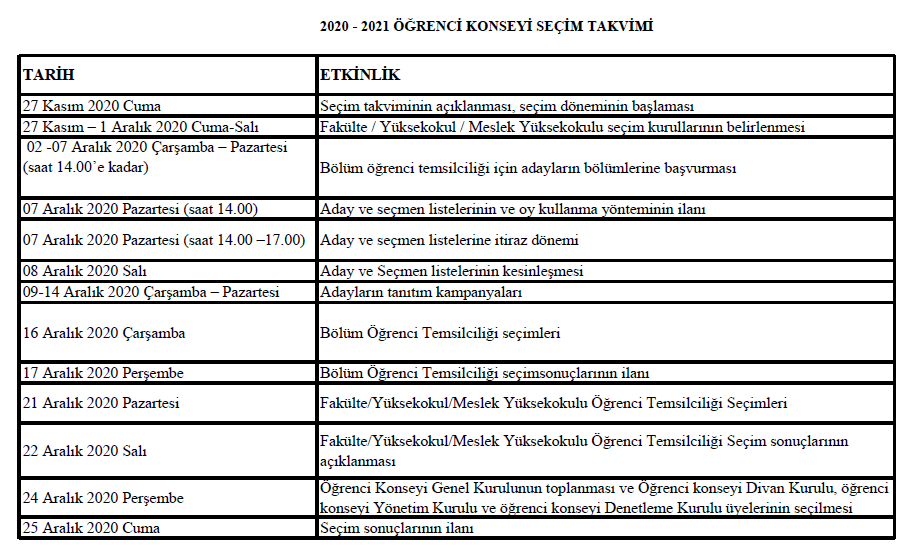 2020 - 2021 ÖĞRENCİ KONSEYİ SEÇİM TAKVİMİ
TARİH ETKİNLİK
27 Kasım 2020 Cuma Seçim takviminin açıklanması, seçim döneminin başlaması
27 Kasım – 1 Aralık 2020 Cuma-Salı Fakülte / Yüksekokul / Meslek Yüksekokulu seçim kurullarının belirlenmesi
02 -07 Aralık 2020 Çarşamba – Pazartesi
(saat 14.00’e kadar) Bölüm öğrenci temsilciliği için adayların bölümlerine başvurması
07 Aralık 2020 Pazartesi (saat 14.00) Aday ve seçmen listelerinin ve oy kullanma yönteminin ilanı
07 Aralık 2020 Pazartesi (saat 14.00 –17.00) Aday ve seçmen listelerine itiraz dönemi
08 Aralık 2020 Salı Aday ve Seçmen listelerinin kesinleşmesi
09-14 Aralık 2020 Çarşamba – Pazartesi Adayların tanıtım kampanyaları
16 Aralık 2020 Çarşamba Bölüm Öğrenci Temsilciliği seçimleri
17 Aralık 2020 Perşembe Bölüm Öğrenci Temsilciliği seçimsonuçlarının ilanı
21 Aralık 2020 Pazartesi Fakülte/Yüksekokul/Meslek Yüksekokulu Öğrenci Temsilciliği Seçimleri
22 Aralık 2020 Salı Fakülte/Yüksekokul/Meslek Yüksekokulu Öğrenci Temsilciliği Seçim sonuçlarının
açıklanması
24 Aralık 2020 Perşembe Öğrenci Konseyi Genel Kurulunun toplanması ve Öğrenci konseyi Divan Kurulu, öğrenci
konseyi Yönetim Kurulu ve öğrenci konseyi Denetleme Kurulu üyelerinin seçilmesi
25 Aralık 2020 Cuma Seçim sonuçlarının ilanı